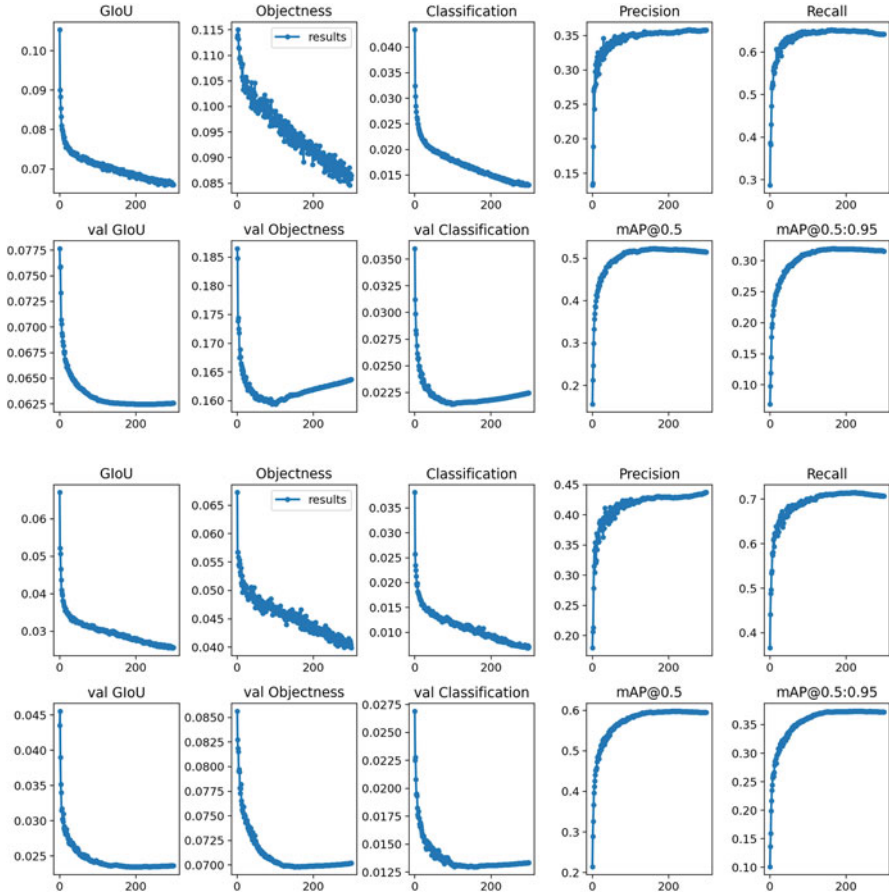 GIoU Objectness Classification Precision Recall
results
0.10 0.09 0.08 0.07
0.115 0.110 0.105 0.100 0.095 0.090 0.085
0.040 0.035 0.030 0.025 0.020 0.015
0.35 0.30 0.25 0.20 0.15
0.6 0.5 0.4 0.3
0 200 0 200 0 200 0 200 0 200
val GIoU val Objectness val Classification mAP@0.5 mAP@0.5:0.95
0.0775 0.0750 0.0725 0.0700 0.0675 0.0650 0.0625
0.185 0.180 0.175 0.170 0.165 0.160
0.0350 0.0325 0.0300 0.0275 0.0250 0.0225
0.5 0.4 0.3 0.2
0.30 0.25 0.20 0.15 0.10
0 200 0 200 0 200 0 200 0 200
GIoU Objectness Classification Precision Recall
results
0.06 0.05 0.04 0.03
0.065 0.060 0.055 0.050 0.045 0.040
0.035 0.030 0.025 0.020 0.015 0.010
0.45 0.40 0.35 0.30 0.25 0.20
0.7 0.6 0.5 0.4
0 200 0 200 0 200 0 200 0 200
val GIoU val Objectness val Classification mAP@0.5 mAP@0.5:0.95
0.045 0.040 0.035 0.030 0.025
0.0850 0.0825 0.0800 0.0775 0.0750 0.0725 0.0700
0.0275 0.0250 0.0225 0.0200 0.0175 0.0150 0.0125
0.6 0.5 0.4 0.3 0.2
0.35 0.30 0.25 0.20 0.15 0.10
0 200 0 200 0 200 0 200 0 200